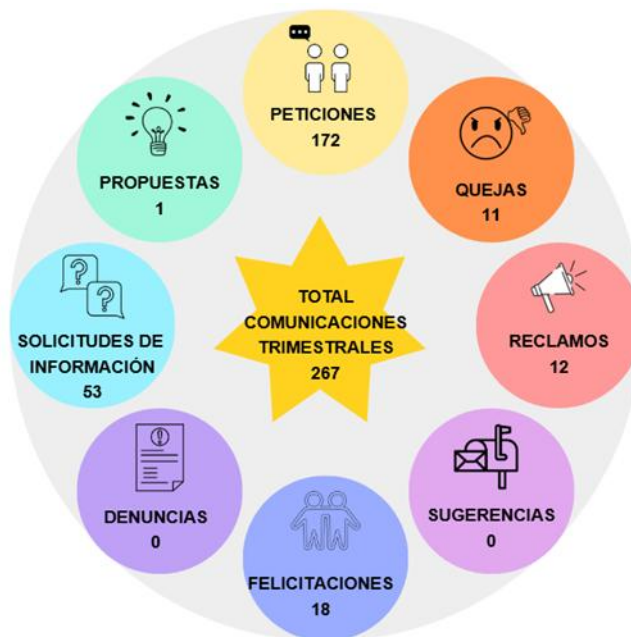 PETICIONES
172
QUEJAS
11
RECLAMOS
12
SUGERENCIAS
0
FELICITACIONES
18
DENUNCIAS
0
SOLICITUDES DE
INFORMACIÓN
53
PROPUESTAS
1
TOTAL
COMUNICACIONES
TRIMESTRALES
267